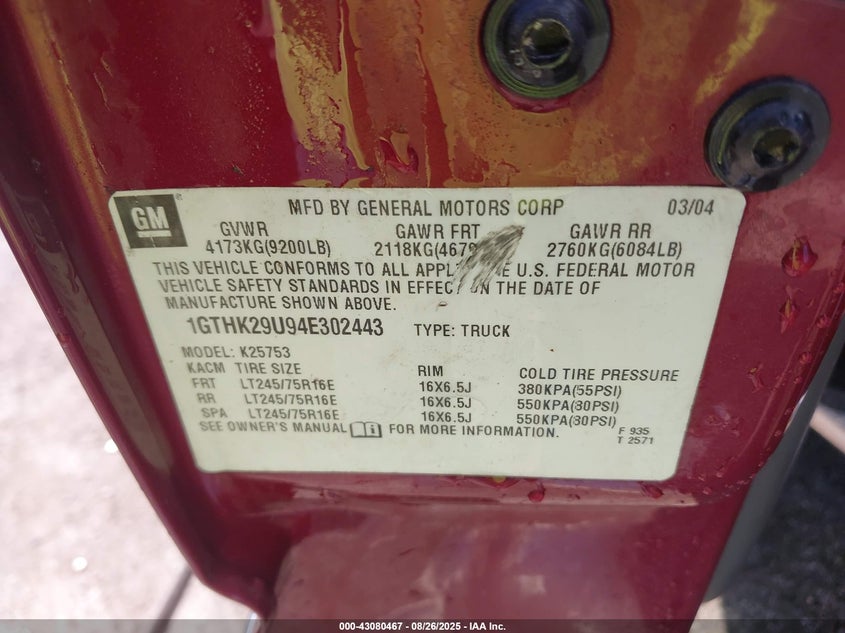 GM
MFD BY GENERAL MOTORS CORP 03/04
GVWR GAWR FRT GAWR RR
4173KG(9200LB) 2118KG(467 2760KG(6084LB)
THIS VEHICLE CONFORMS TO ALL U.S. FEDERAL MOTOR
VEHICLE SAFETY STANDARDS IN EFFECT ON THE DATE OF
MANUFACTURE SHOWN ABOVE.
1GTHK29U94E302443 TYPE: TRUCK
MODEL: K25753
KACM TIRE SIZE RIM COLD TIRE PRESSURE
FRT LT245/75R16E 16X6.5J 380KPA(55PSI)
RR LT245/75R16E 16X6.5J 550KPA(80PSI)
SPA LT245/75R16E 16X6.5J 550KPA(80PSI)
SEE OWNER'S MANUAL FOR MORE INFORMATION.
F 935
T 2571
000-43080467 - 08/26/2025 - IAA Inc.